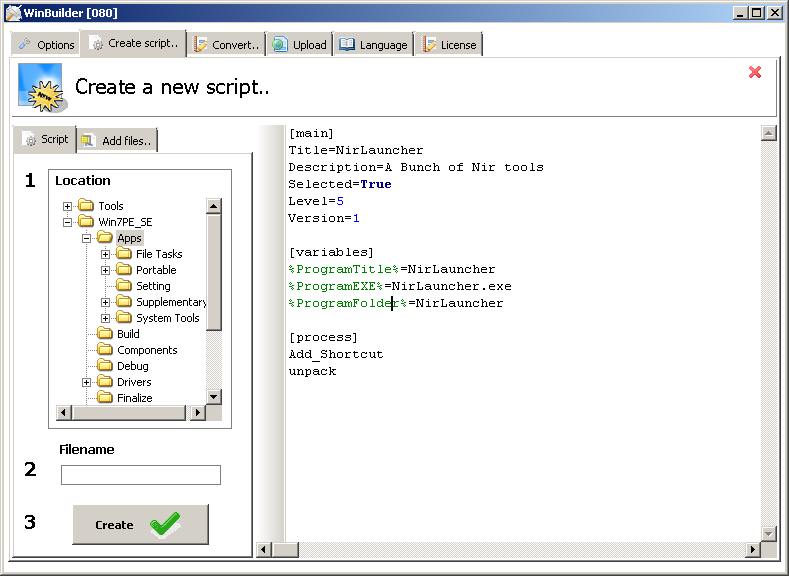 WinBuilder [080]
Options
Create script..
Convert..
Upload
Language
License
New
Create a new script..
Script
Add files..
1
Location
Tools
Win7PE_SE
Apps
File Tasks
Portable
Setting
Supplementary
System Tools
Build
Components
Debug
Drivers
Finalize
Filename
2
3
Create
[main]
Title=NirLauncher
Description=A Bunch of Nir tools
Selected=True
Level=5
Version=1
[variables]
%ProgramTitle%=NirLauncher
%ProgramEXE%=NirLauncher.exe
%ProgramFolder%=NirLauncher
[process]
Add_Shortcut
unpack